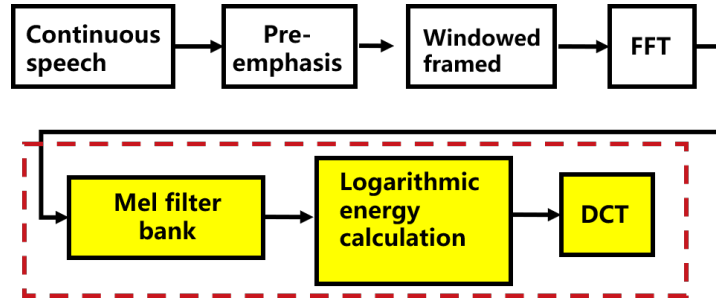 Continuous
speech
Pre-
emphasis
Windowed
framed
FFT
Mel filter
bank
Logarithmic
energy
calculation
DCT